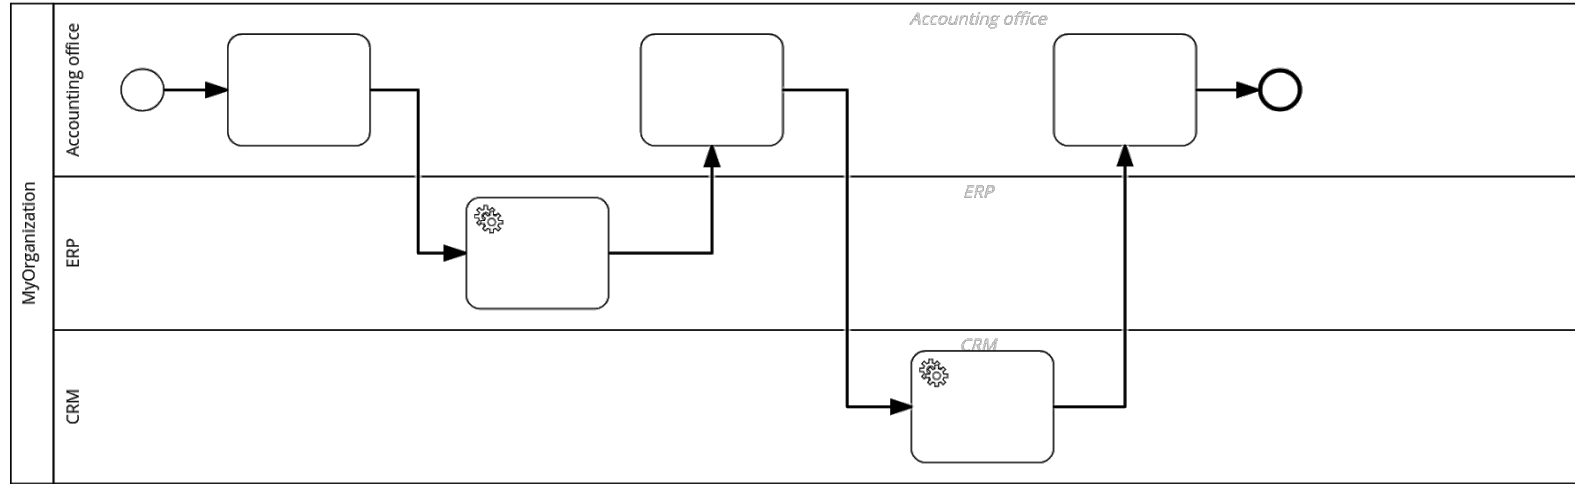 MyOrganization
Accounting office
Accounting office
ERP
ERP
CRM
CRM